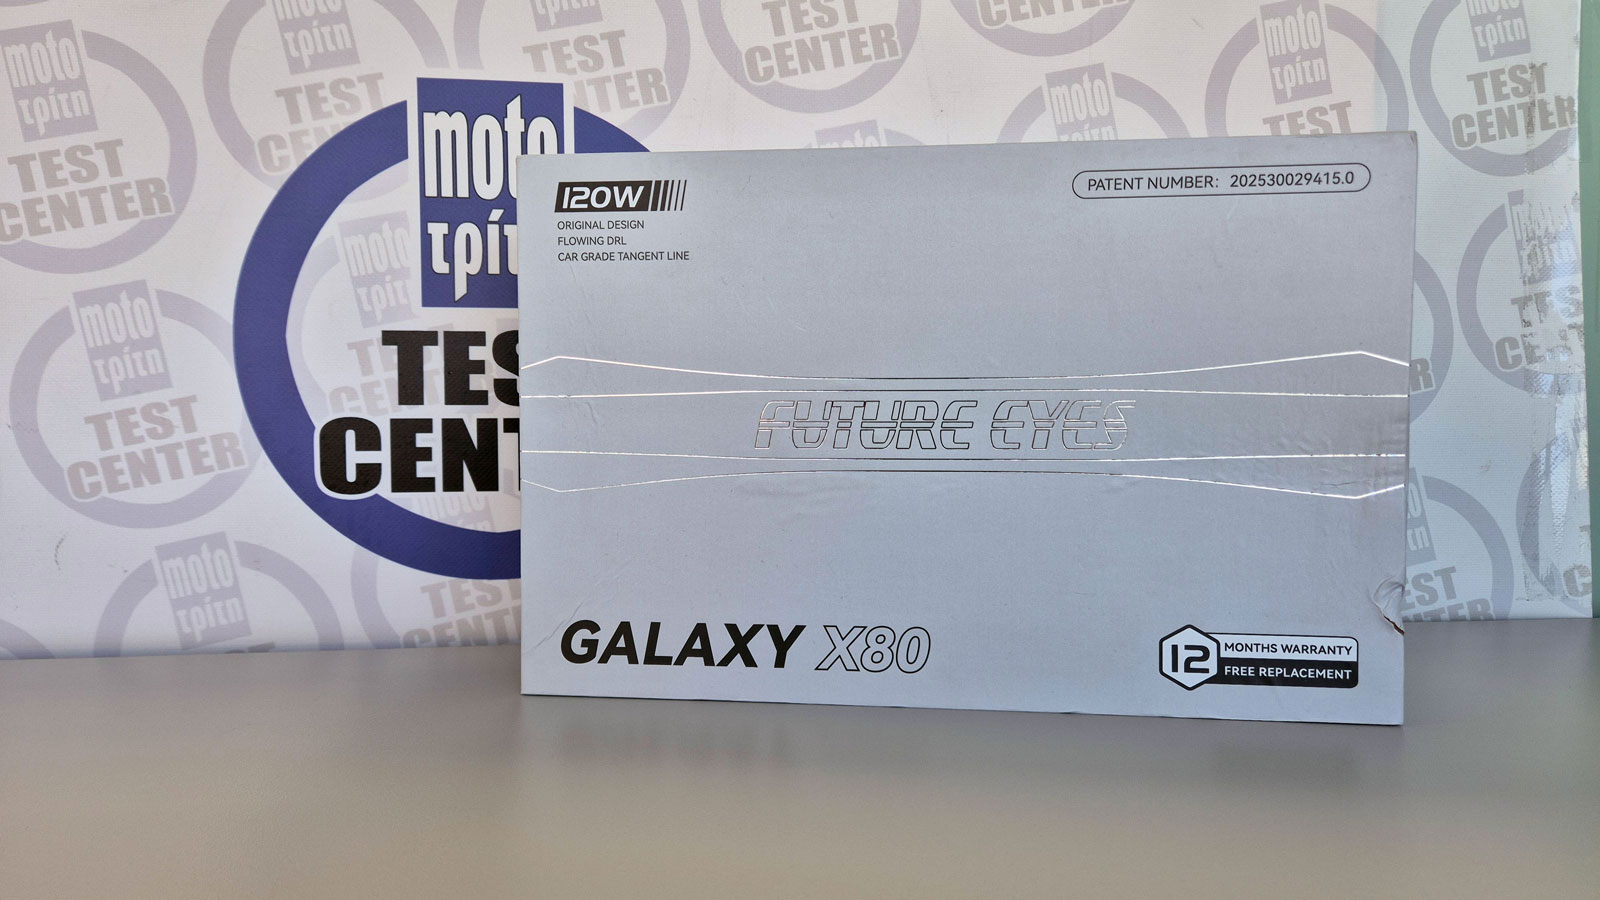 moto
τρίτη
TEST
CENTER
120W
ORIGINAL DESIGN
FLOWING DRL
CAR GRADE TANGENT LINE
PATENT NUMBER: 202530029415.0
FUTURE EYES
GALAXY X80
12 MONTHS WARRANTY
FREE REPLACEMENT